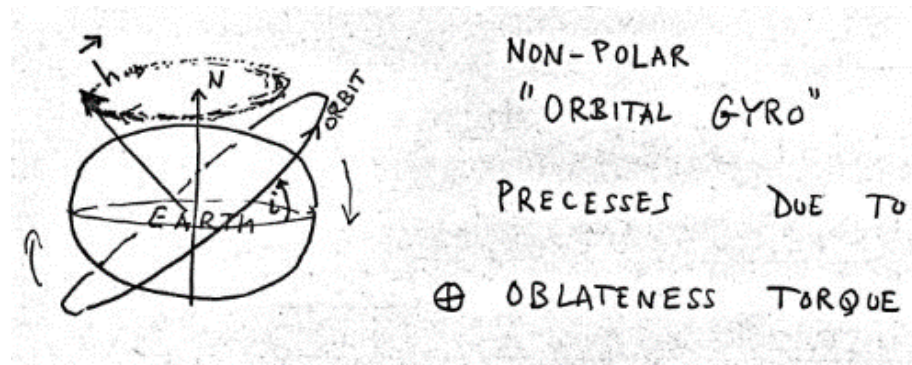 h
N
ORBIT
EARTH
i
NON-POLAR
"ORBITAL GYRO"
PRECESSES DUE TO
⊕ OBLATENESS TORQUE